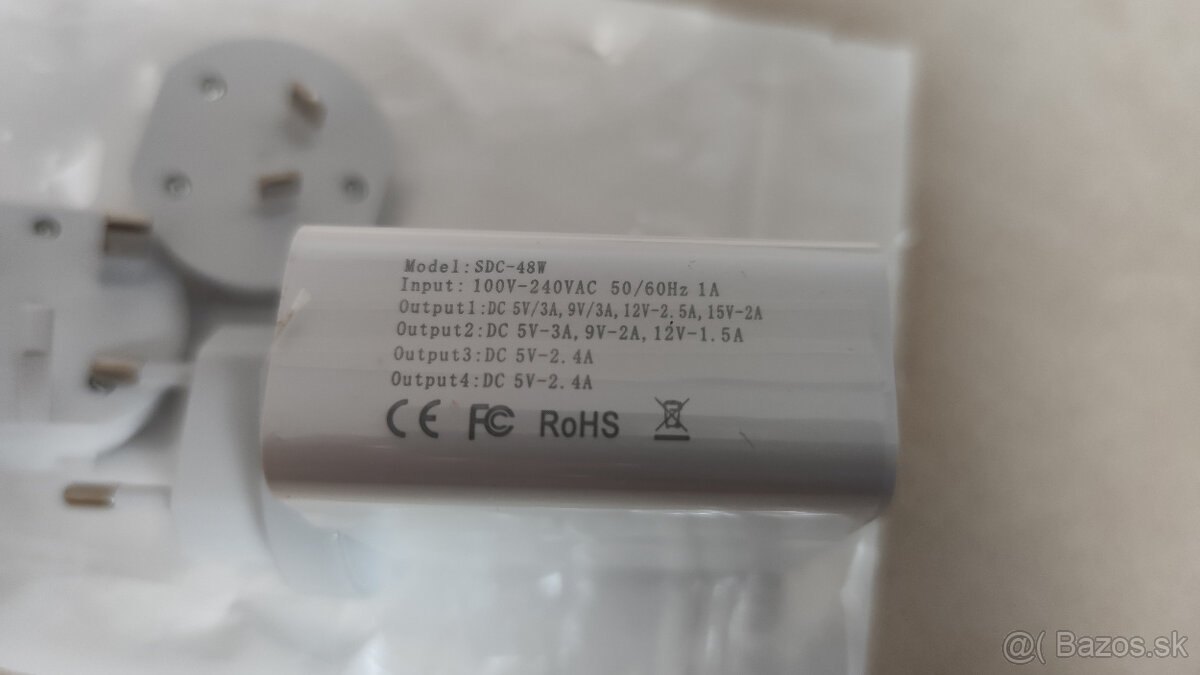 Model:SDC-48W
Input: 100V-240VAC 50/60Hz 1A
Output1:DC 5V/3A,9V/3A,12V-2.5A,15V-2A
Output2:DC 5V-3A,9V-2A,12V-1.5A
Output3:DC 5V-2.4A
Output4:DC 5V-2.4A
CE FC RoHS
@( Bazos.sk